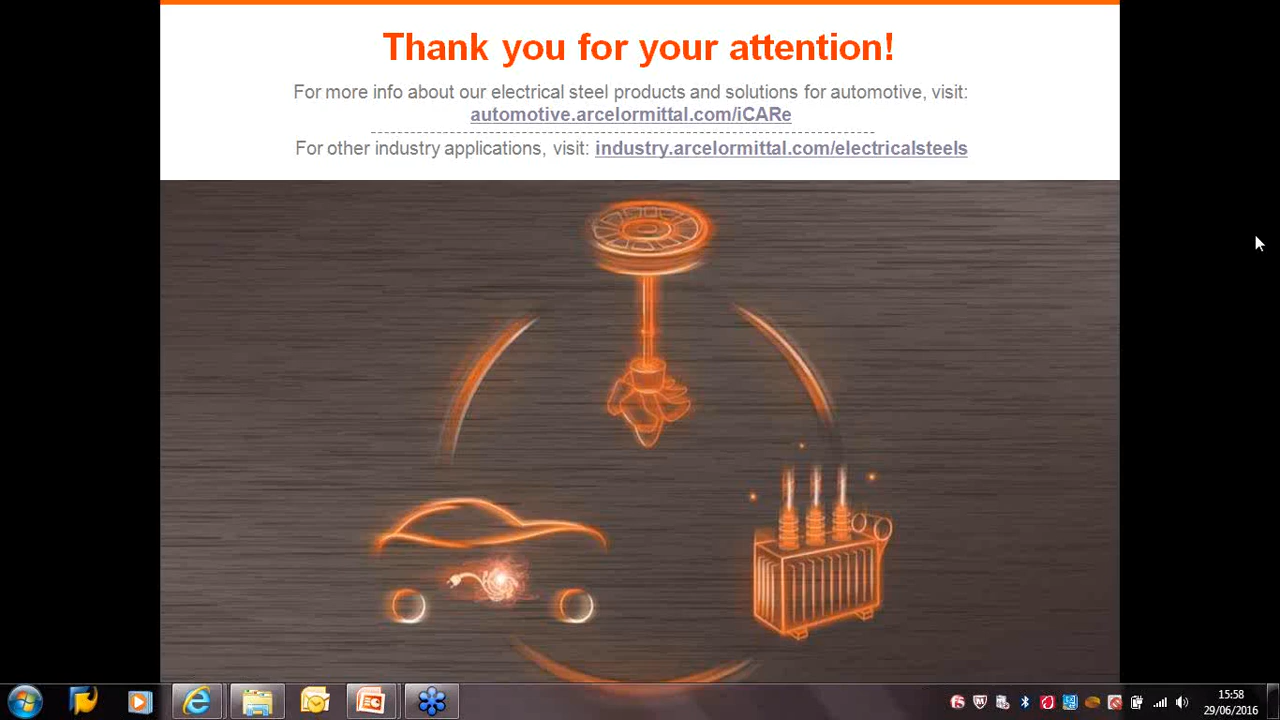 Thank you for your attention!
For more info about our electrical steel products and solutions for automotive, visit:
automotive.arcelormittal.com/iCARe
For other industry applications, visit: industry.arcelormittal.com/electricalsteels
15:58
29/06/2016